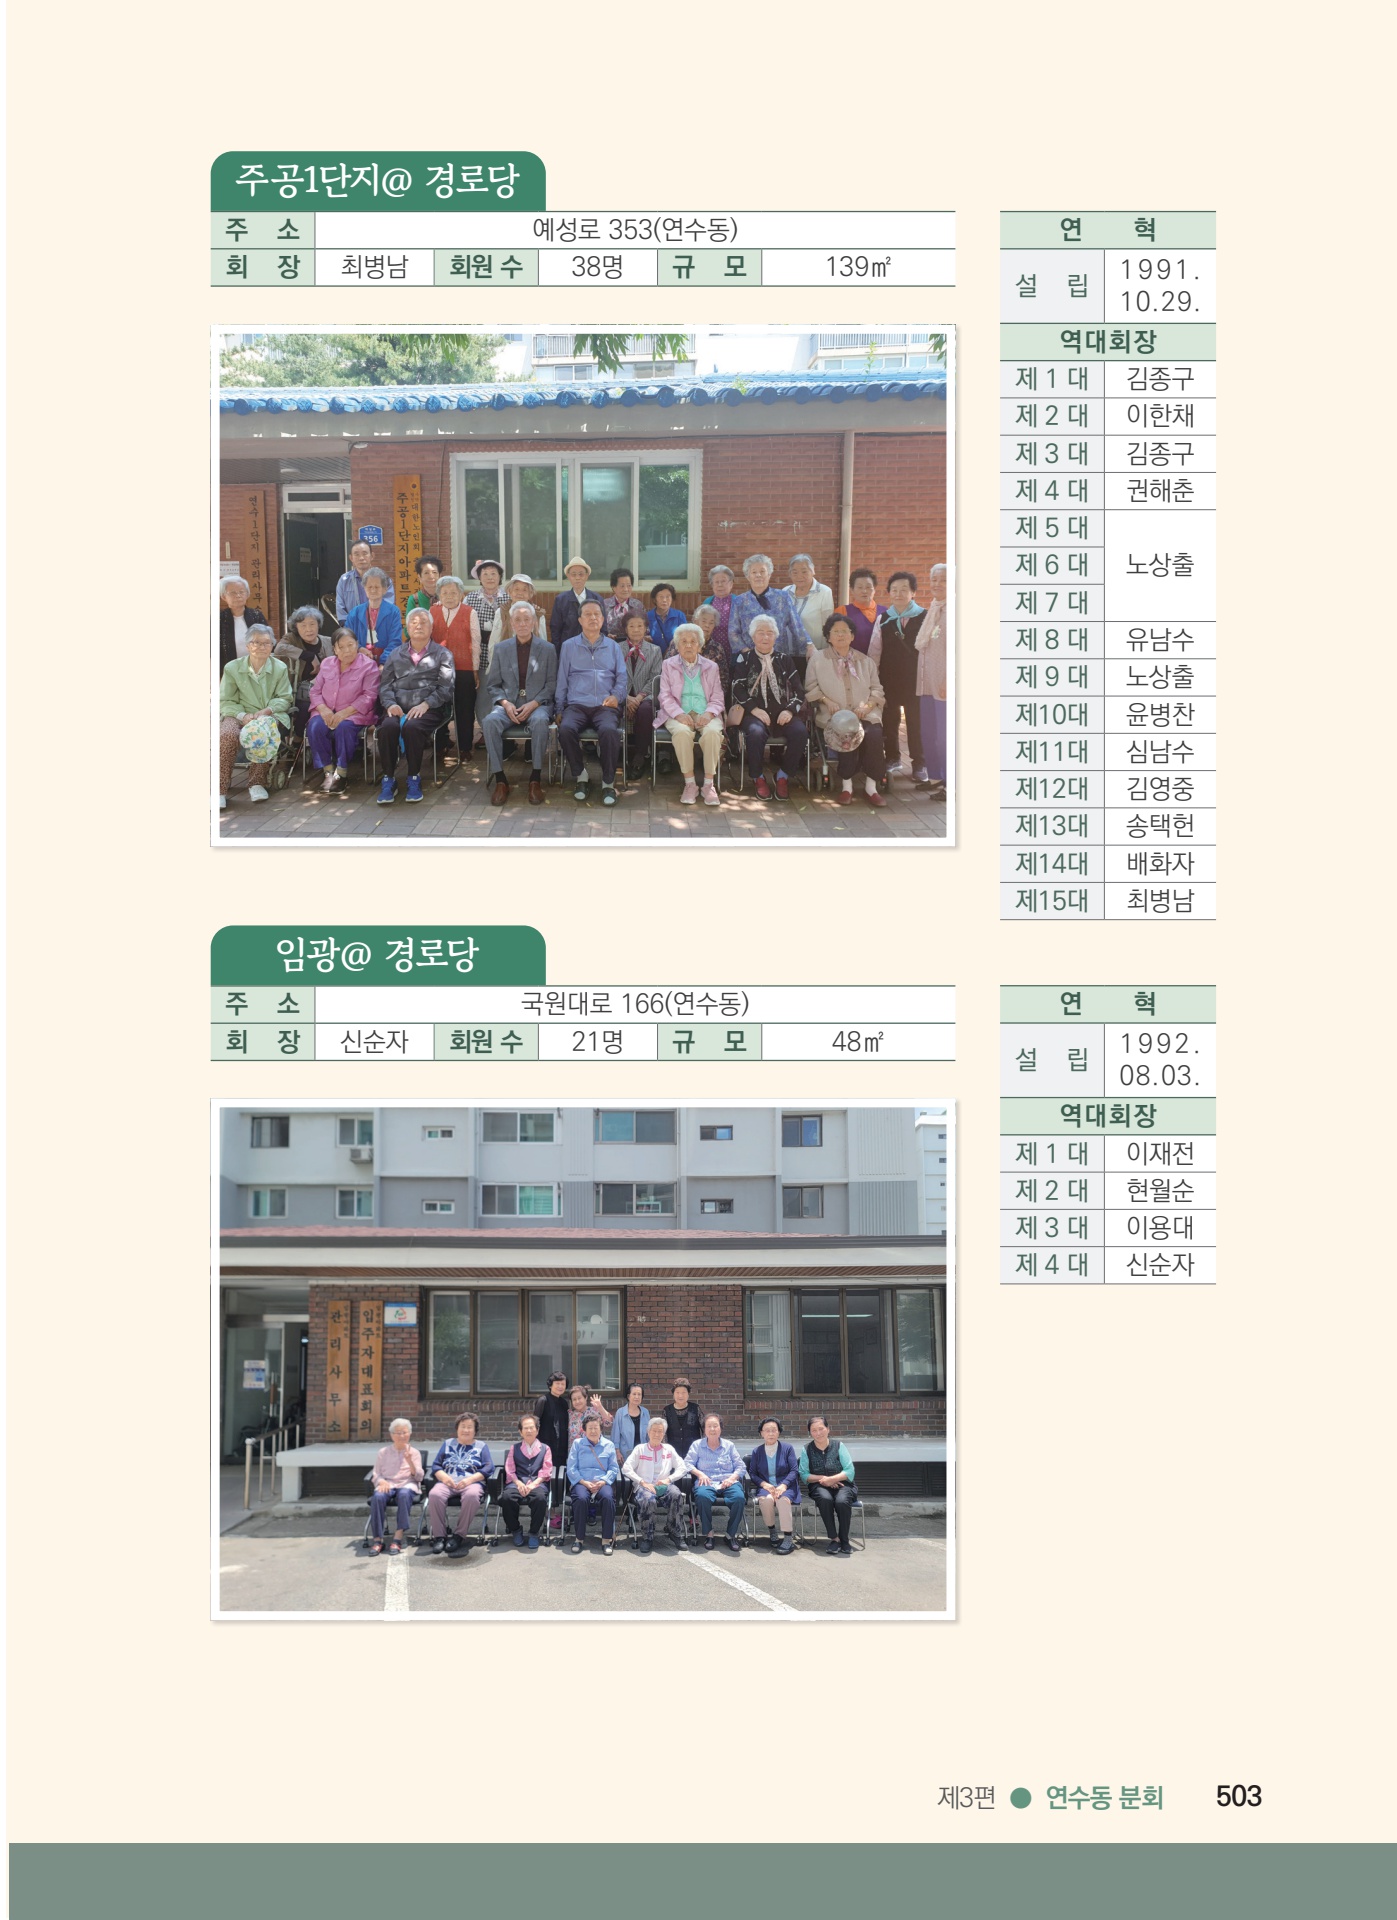 주공1단지@ 경로당
주 소 예성로 353(연수동)
회 장 최병남 회원 수 38명 규 모 139㎡
연 혁
설 립 1991. 10.29.
역대회장
제 1 대 김종구
제 2 대 이한채
제 3 대 김종구
제 4 대 권해춘
제 5 대
제 6 대 노상출
제 7 대
제 8 대 유남수
제 9 대 노상출
제10대 윤병찬
제11대 심남수
제12대 김영중
제13대 송택헌
제14대 배화자
제15대 최병남
연수1단지 관리사무소
주공1단지아파트경
356
임광@ 경로당
주 소 국원대로 166(연수동)
회 장 신순자 회원 수 21명 규 모 48㎡
연 혁
설 립 1992. 08.03.
역대회장
제 1 대 이재전
제 2 대 현월순
제 3 대 이용대
제 4 대 신순자
관리사무소
입주자대표회의
제3편 ● 연수동 분회 503